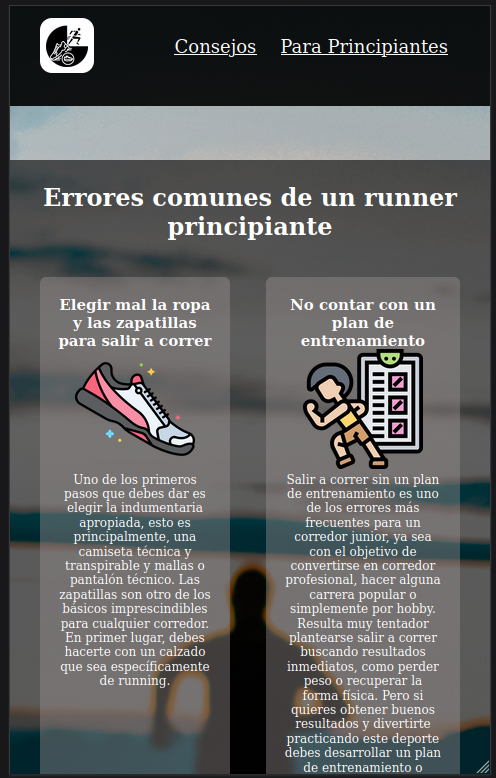 Consejos Para Principiantes
Errores comunes de un runner
principiante
Elegir mal la ropa
y las zapatillas
para salir a correr
Uno de los primeros
pasos que debes dar es
elegir la indumentaria
apropiada, esto es
principalmente, una
camiseta técnica y
transpirable y mallas o
pantalón técnico. Las
zapatillas son otro de los
básicos imprescindibles
para cualquier corredor.
En primer lugar, debes
hacerte con un calzado
que sea específicamente
de running.
No contar con un
plan de
entrenamiento
Salir a correr sin un plan
de entrenamiento es uno
de los errores más
frecuentes para un
corredor junior, ya sea
con el objetivo de
convertirse en corredor
profesional, hacer alguna
carrera popular o
simplemente por hobby.
Resulta muy tentador
plantearse salir a correr
buscando resultados
inmediatos, como perder
peso o recuperar la
forma física. Pero si
quieres obtener buenos
resultados y divertirte
practicando este deporte
debes desarrollar un plan
de entrenamiento o